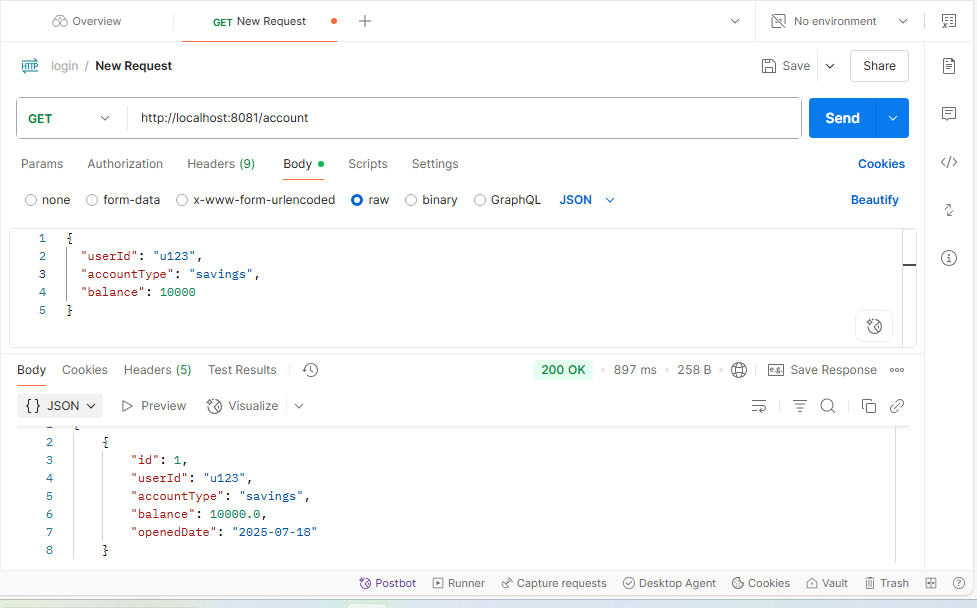 Overview
GET New Request
No environment
HTTP login / New Request
Save
Share
GET
http://localhost:8081/account
Send
Params
Authorization
Headers (9)
Body
Scripts
Settings
Cookies
none
form-data
x-www-form-urlencoded
raw
binary
GraphQL
JSON
Beautify
1 {
2 "userId": "u123",
3 "accountType": "savings",
4 "balance": 10000
5 }
Body
Cookies
Headers (5)
Test Results
200 OK
897 ms
258 B
e.g.
Save Response
{} JSON
Preview
Visualize
1 [
2 {
3 "id": 1,
4 "userId": "u123",
5 "accountType": "savings",
6 "balance": 10000.0,
7 "openedDate": "2025-07-18"
8 }
Postbot
Runner
Capture requests
Desktop Agent
Cookies
Vault
Trash